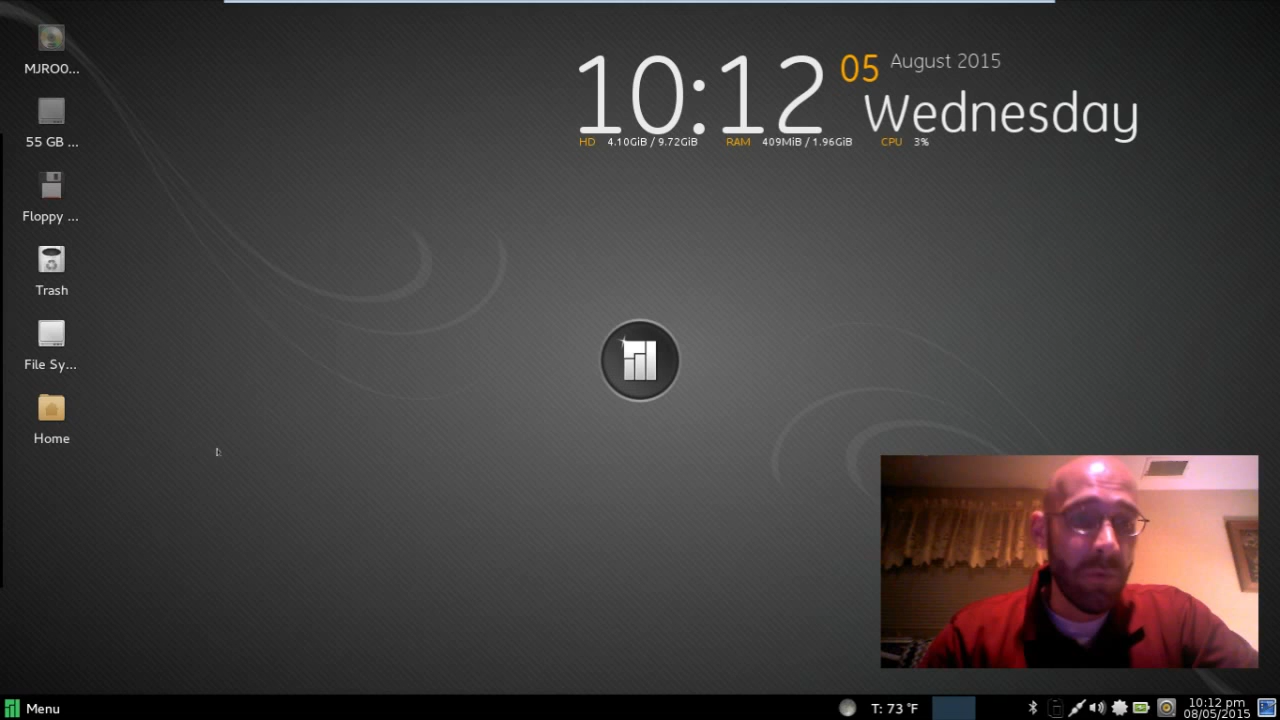 MJRO0...
55 GB ...
Floppy ...
Trash
File Sy...
Home
10:12
05 August 2015
Wednesday
HD 4.10GiB / 9.72GiB RAM 409MiB / 1.96GiB CPU 3%
Menu
T: 73 °F
10:12 pm
08/05/2015